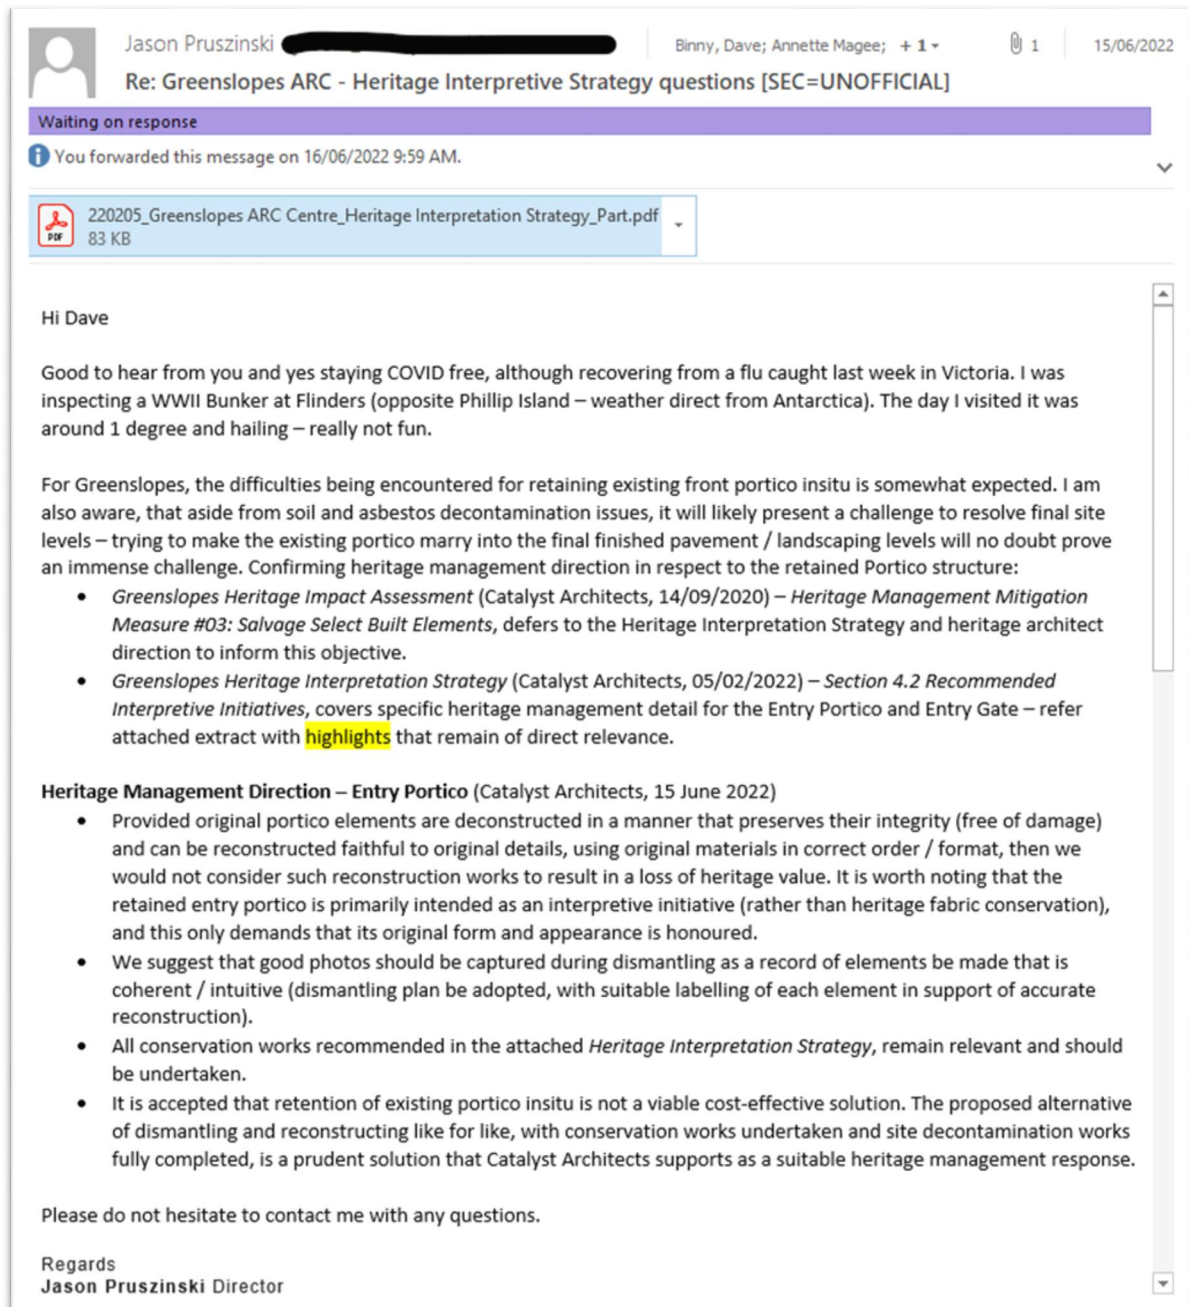 Jason Pruszinski
Binny, Dave; Annette Magee; + 1
1
15/06/2022
Re: Greenslopes ARC - Heritage Interpretive Strategy questions [SEC=UNOFFICIAL]
Waiting on response
You forwarded this message on 16/06/2022 9:59 AM.
PDF
220205_Greenslopes ARC Centre_Heritage Interpretation Strategy_Part.pdf
83 KB
Hi Dave
Good to hear from you and yes staying COVID free, although recovering from a flu caught last week in Victoria. I was
inspecting a WWII Bunker at Flinders (opposite Phillip Island – weather direct from Antarctica). The day I visited it was
around 1 degree and hailing – really not fun.
For Greenslopes, the difficulties being encountered for retaining existing front portico insitu is somewhat expected. I am
also aware, that aside from soil and asbestos decontamination issues, it will likely present a challenge to resolve final site
levels – trying to make the existing portico marry into the final finished pavement / landscaping levels will no doubt prove
an immense challenge. Confirming heritage management direction in respect to the retained Portico structure:
• Greenslopes Heritage Impact Assessment (Catalyst Architects, 14/09/2020) – Heritage Management Mitigation
Measure #03: Salvage Select Built Elements, defers to the Heritage Interpretation Strategy and heritage architect
direction to inform this objective.
• Greenslopes Heritage Interpretation Strategy (Catalyst Architects, 05/02/2022) – Section 4.2 Recommended
Interpretive Initiatives, covers specific heritage management detail for the Entry Portico and Entry Gate – refer
attached extract with highlights that remain of direct relevance.
Heritage Management Direction – Entry Portico (Catalyst Architects, 15 June 2022)
• Provided original portico elements are deconstructed in a manner that preserves their integrity (free of damage)
and can be reconstructed faithful to original details, using original materials in correct order / format, then we
would not consider such reconstruction works to result in a loss of heritage value. It is worth noting that the
retained entry portico is primarily intended as an interpretive initiative (rather than heritage fabric conservation),
and this only demands that its original form and appearance is honoured.
• We suggest that good photos should be captured during dismantling as a record of elements be made that is
coherent / intuitive (dismantling plan be adopted, with suitable labelling of each element in support of accurate
reconstruction).
• All conservation works recommended in the attached Heritage Interpretation Strategy, remain relevant and should
be undertaken.
• It is accepted that retention of existing portico insitu is not a viable cost-effective solution. The proposed alternative
of dismantling and reconstructing like for like, with conservation works undertaken and site decontamination works
fully completed, is a prudent solution that Catalyst Architects supports as a suitable heritage management response.
Please do not hesitate to contact me with any questions.
Regards
Jason Pruszinski Director